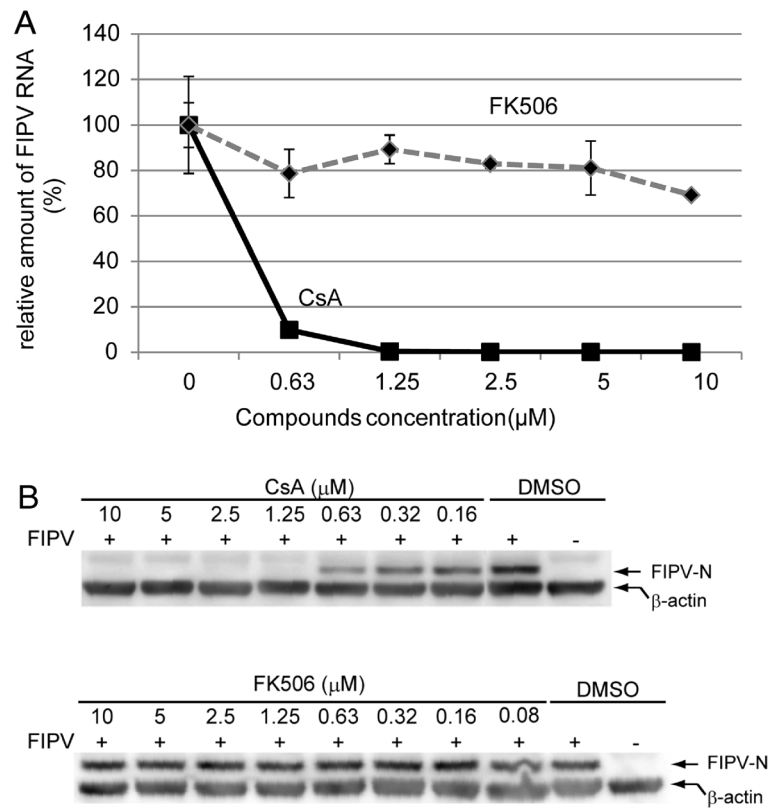 A
140
120
100
80
60
40
20
0
relative amount of FIPV RNA
(%)
FK506
CsA
0 0.63 1.25 2.5 5 10
Compounds concentration(µM)
B
CsA (µM) DMSO
10 5 2.5 1.25 0.63 0.32 0.16
FIPV + + + + + + + + -
FIPV-N
β-actin
FK506 (µM) DMSO
10 5 2.5 1.25 0.63 0.32 0.16 0.08
FIPV + + + + + + + + + -
FIPV-N
β-actin